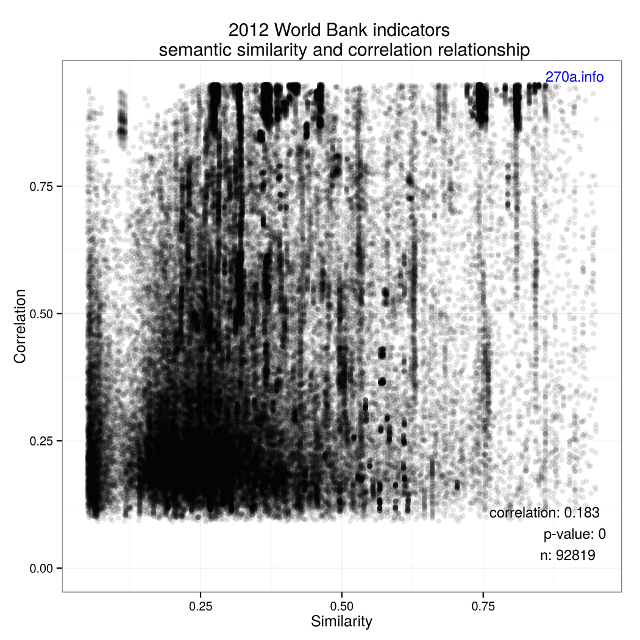 2012 World Bank indicators
semantic similarity and correlation relationship
270a.info
0.75
0.50
0.25
0.00
Correlation
correlation: 0.183
p-value: 0
n: 92819
0.25 0.50 0.75
Similarity